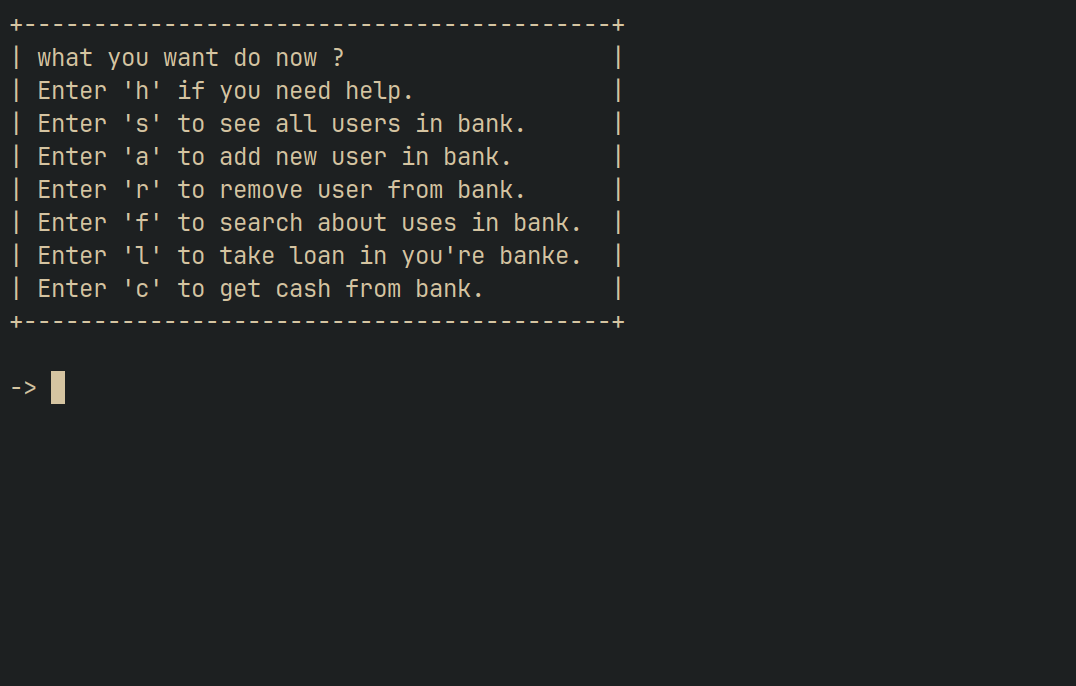 +------------------------------------------+
| what you want do now ?                   |
| Enter 'h' if you need help.              |
| Enter 's' to see all users in bank.      |
| Enter 'a' to add new user in bank.       |
| Enter 'r' to remove user from bank.      |
| Enter 'f' to search about uses in bank.  |
| Enter 'l' to take loan in you're banke.  |
| Enter 'c' to get cash from bank.         |
+------------------------------------------+
->